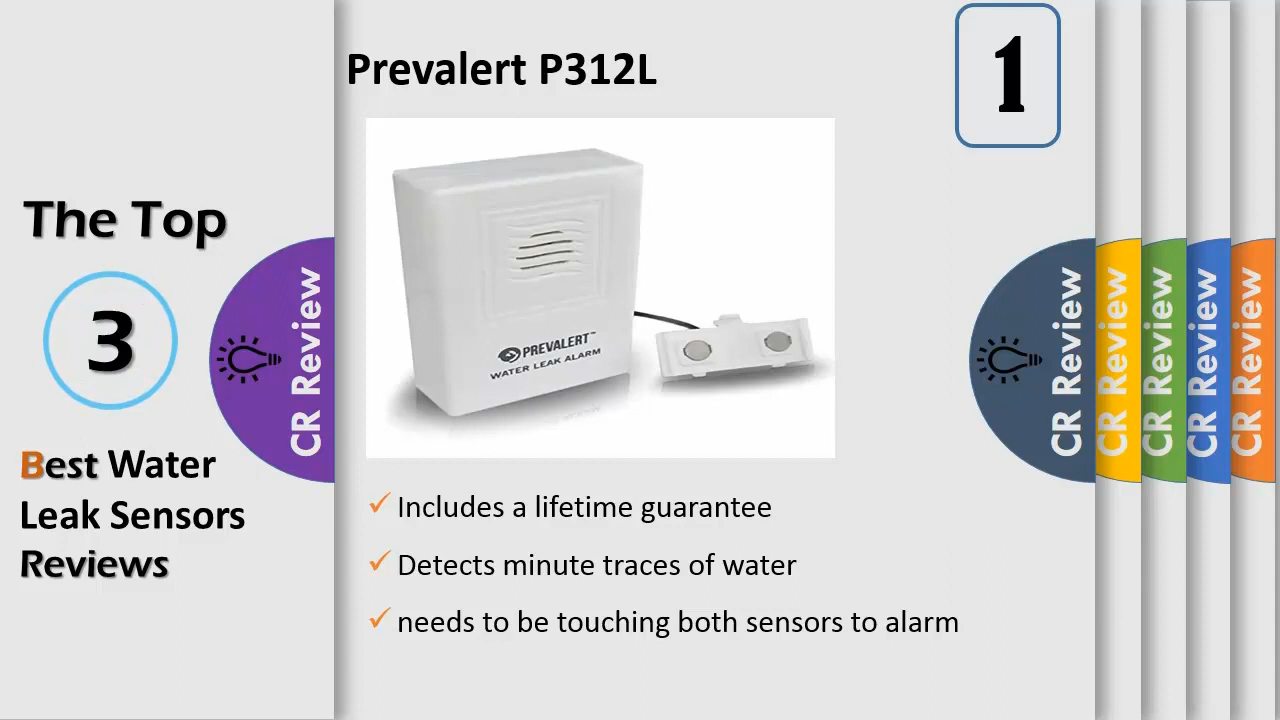 Prevalert P312L
1
The Top
3
Best Water
Leak Sensors
Reviews
CR Review
PREVALERT™
WATER LEAK ALARM
Includes a lifetime guarantee
Detects minute traces of water
needs to be touching both sensors to alarm
CR Review
CR Review
CR Review
CR Review
CR Review